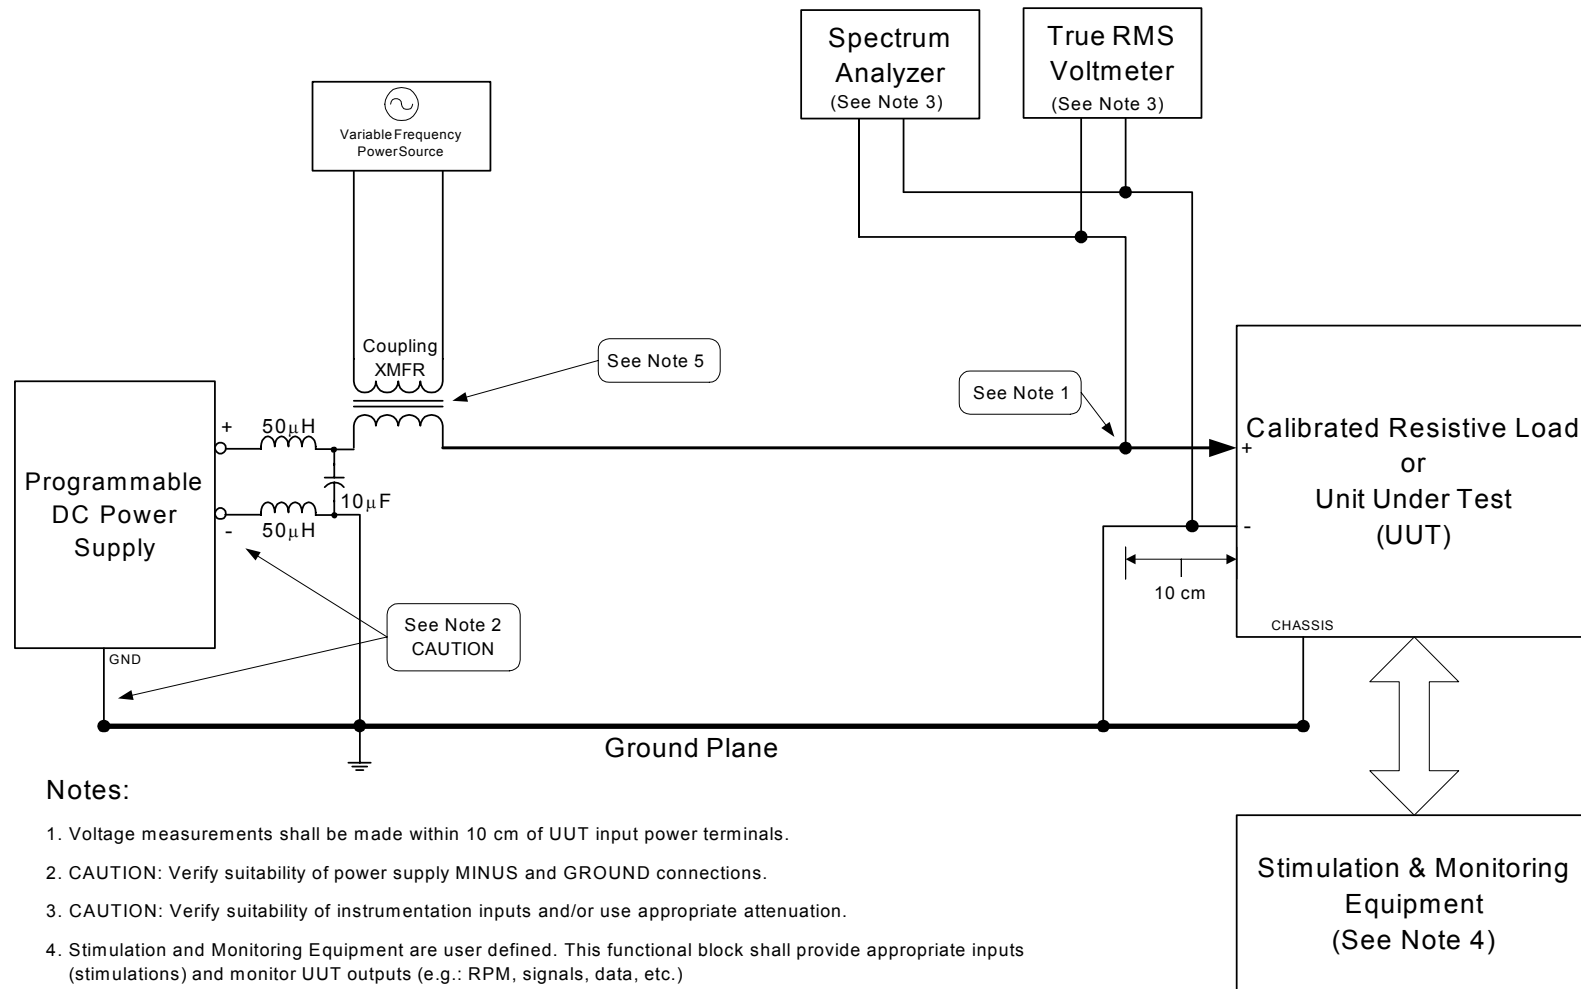 Spectrum
Analyzer
(See Note 3)
True RMS
Voltmeter
(See Note 3)
Variable Frequency
Power Source
Coupling
XMFR
See Note 5
See Note 1
Programmable
DC Power
Supply
+
50μH
10μF
-
50μH
GND
See Note 2
CAUTION
Calibrated Resistive Load
or
Unit Under Test
(UUT)
+
-
10 cm
CHASSIS
Ground Plane
Stimulation & Monitoring
Equipment
(See Note 4)
Notes:
1. Voltage measurements shall be made within 10 cm of UUT input power terminals.
2. CAUTION: Verify suitability of power supply MINUS and GROUND connections.
3. CAUTION: Verify suitability of instrumentation inputs and/or use appropriate attenuation.
4. Stimulation and Monitoring Equipment are user defined. This functional block shall provide appropriate inputs
(stimulations) and monitor UUT outputs (e.g.: RPM, signals, data, etc.)